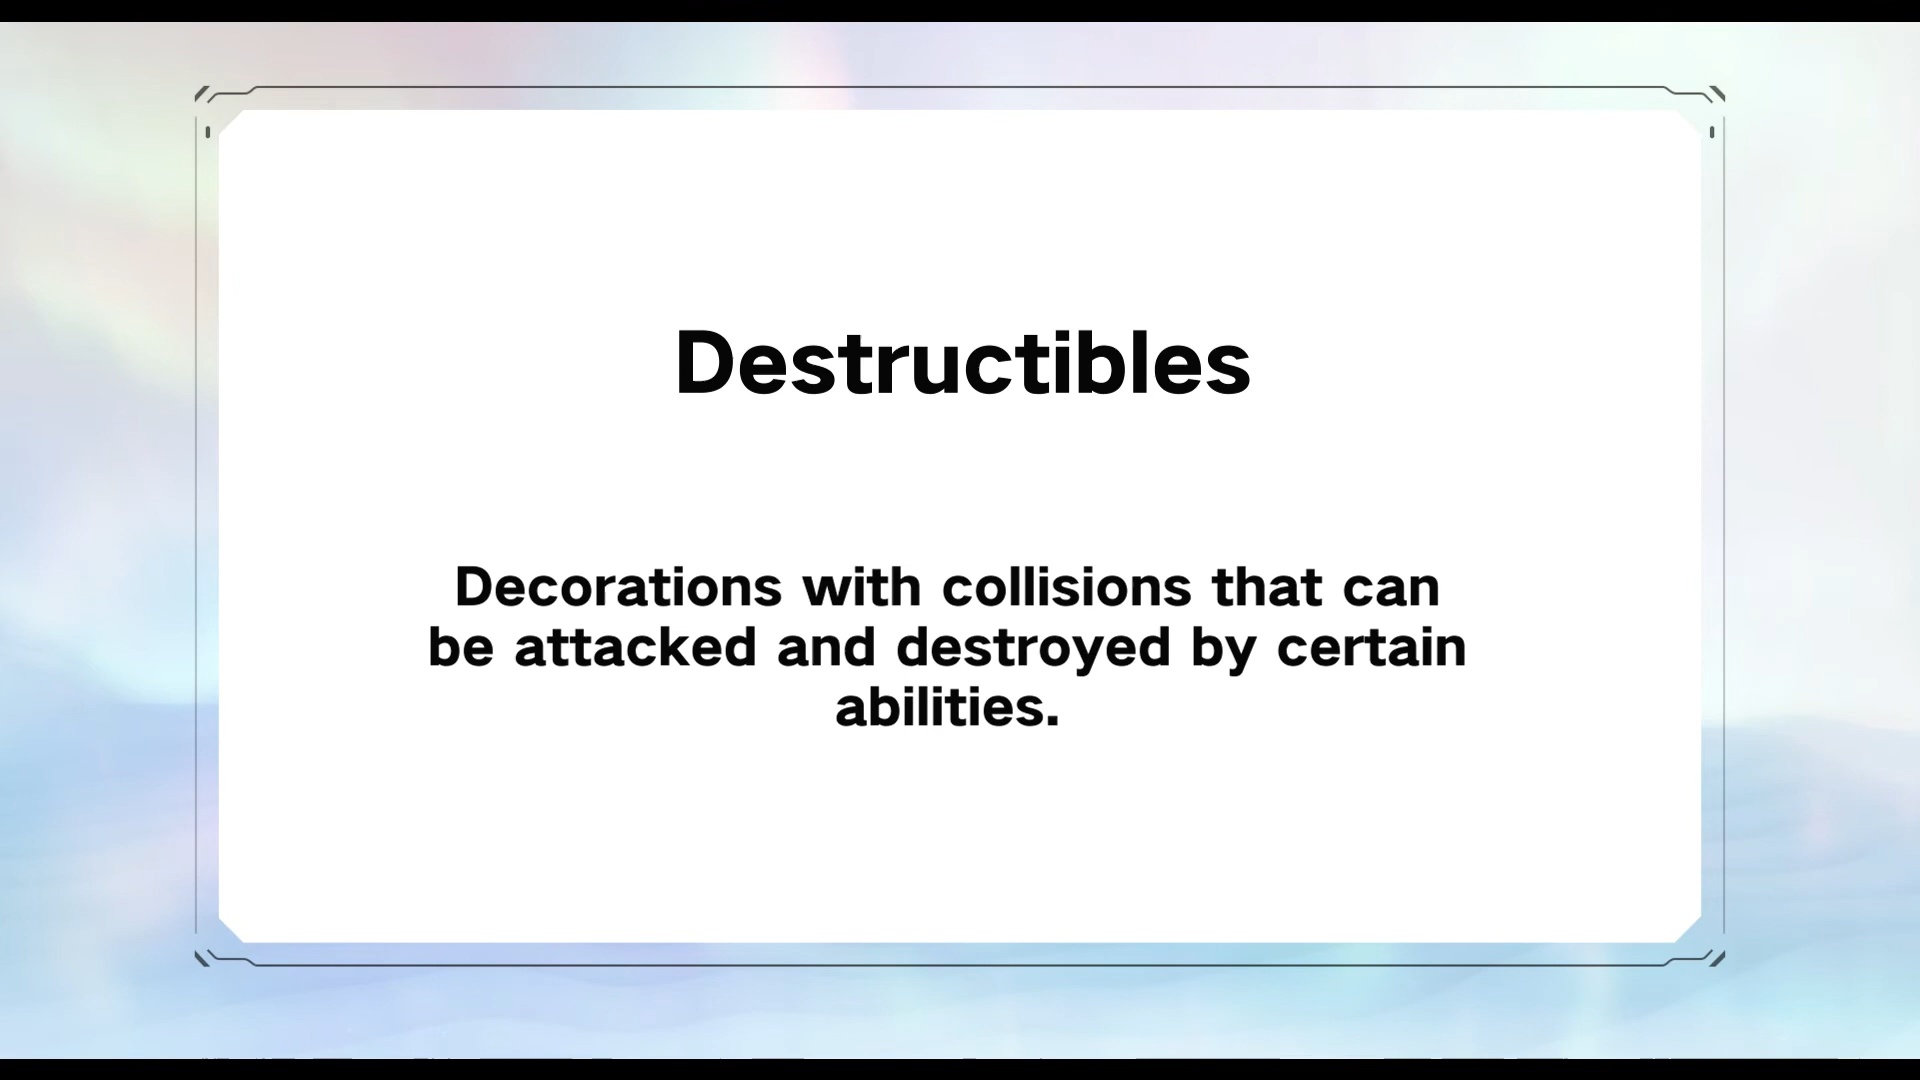 Destructibles
Decorations with collisions that can
be attacked and destroyed by certain
abilities.